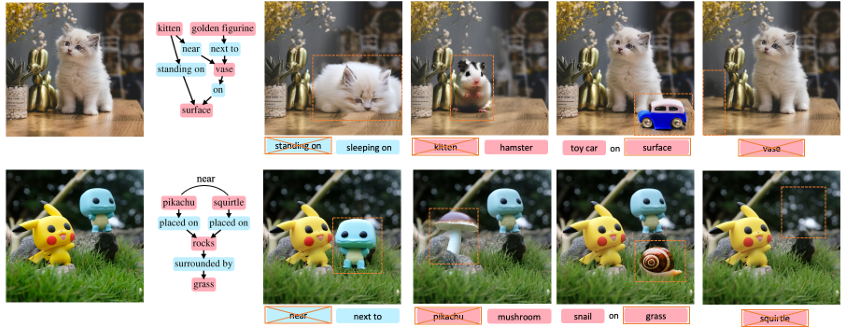 kitten golden figurine
near next to
standing on vase
on
surface
standing on sleeping on kitten hamster toy car on surface vase
near
pikachu squirtle
placed on placed on
rocks
surrounded by
grass
near next to pikachu mushroom snail on grass squirtle